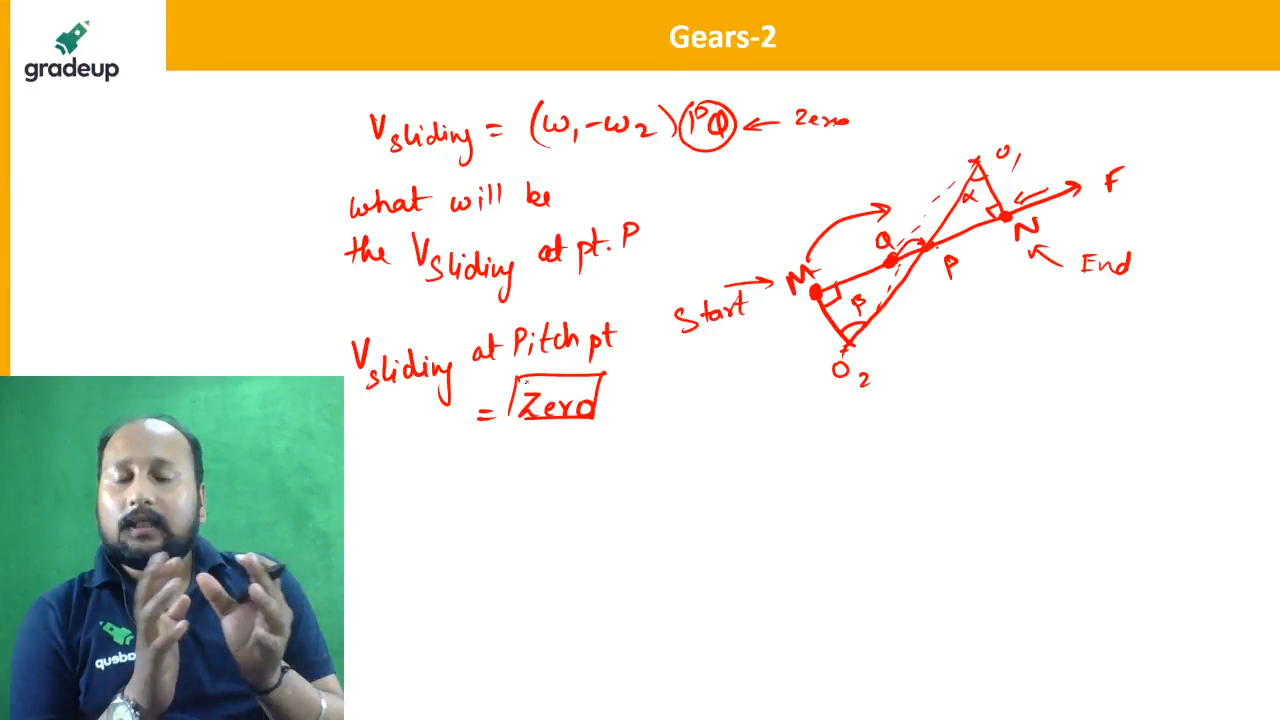 Gears-2
gradeup
Vsliding = (ω1-ω2) PQ ← Zero
what will be
the Vsliding at pt. P
Vsliding at Pitch pt
= Zero
O1
α
F
N
End
Q
P
M
Start
β
O2